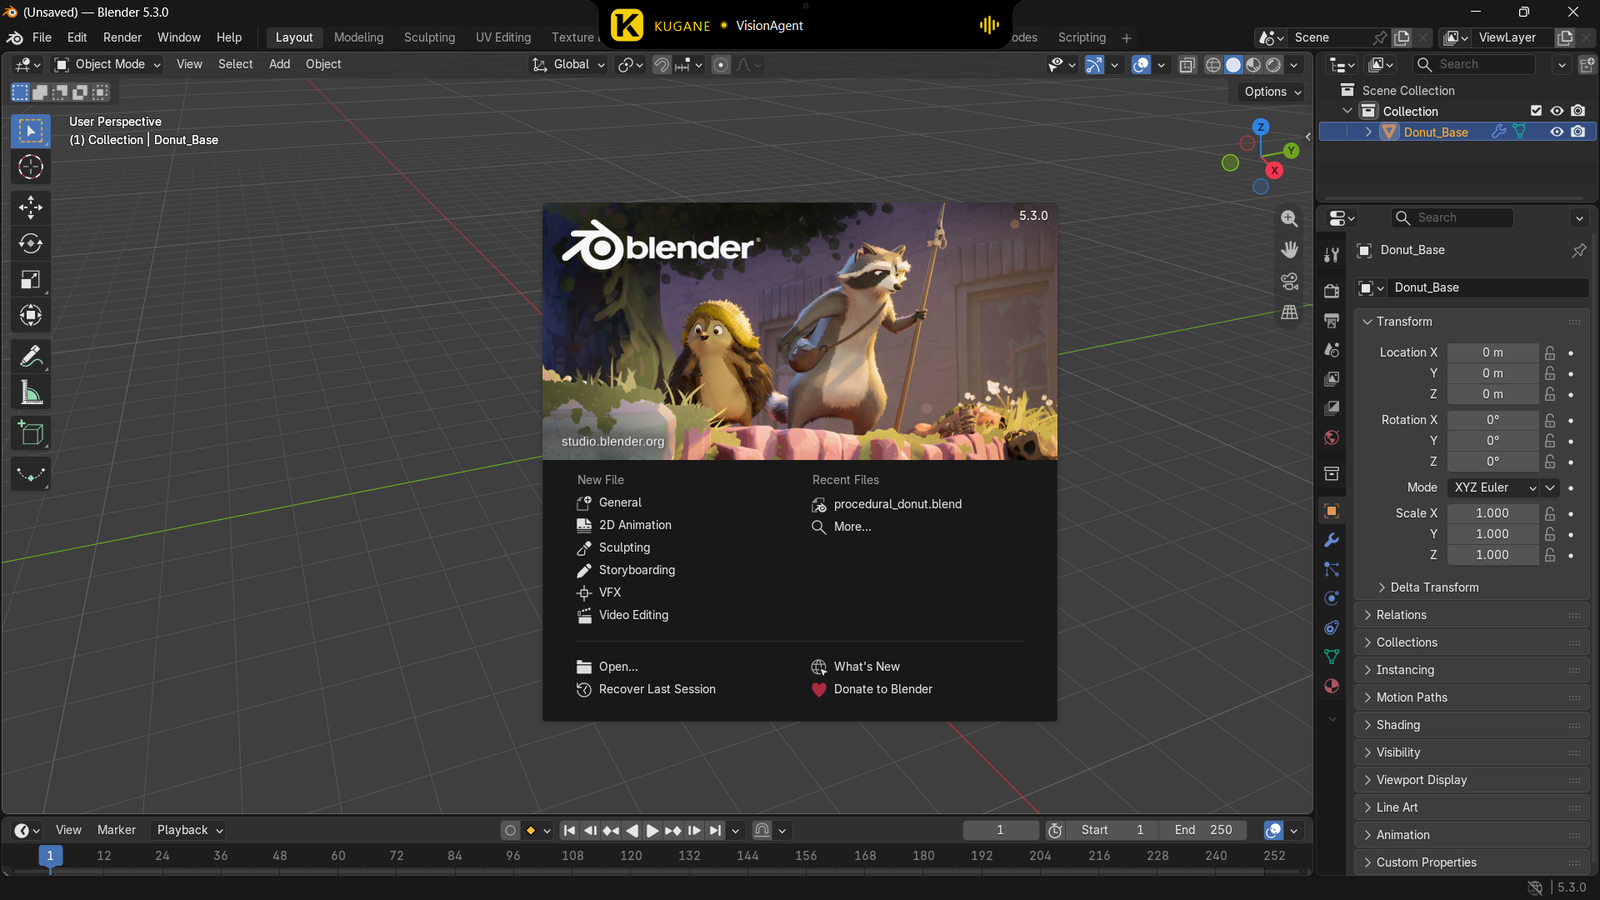 (Unsaved) — Blender 5.3.0
KUGANE • VisionAgent
File Edit Render Window Help Layout Modeling Sculpting UV Editing Texture Scripting + Scene ViewLayer
Object Mode View Select Add Object Global Search
Options
User Perspective
(1) Collection | Donut_Base
Scene Collection
Collection
Donut_Base
Z
Y
X
Search
Donut_Base
Donut_Base
Transform
Location X 0 m
Y 0 m
Z 0 m
Rotation X 0°
Y 0°
Z 0°
Mode XYZ Euler
Scale X 1.000
Y 1.000
Z 1.000
Delta Transform
Relations
Collections
Instancing
Motion Paths
Shading
Visibility
Viewport Display
Line Art
Animation
Custom Properties
5.3.0
blender
studio.blender.org
New File
General
2D Animation
Sculpting
Storyboarding
VFX
Video Editing
Recent Files
procedural_donut.blend
More...
Open...
Recover Last Session
What's New
Donate to Blender
View Marker Playback 1 Start 1 End 250
1 12 24 36 48 60 72 84 96 108 120 132 144 156 168 180 192 204 216 228 240 252
5.3.0